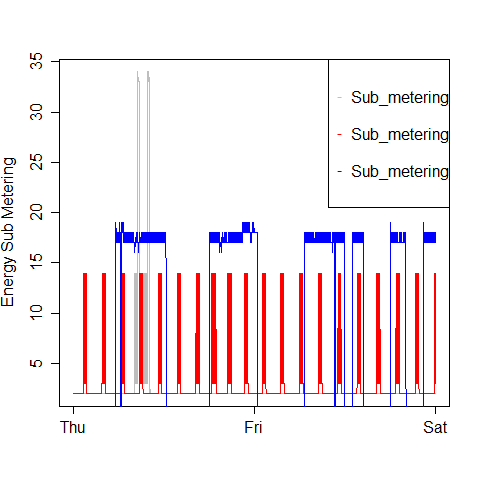 35
30
25
20
15
10
5
Energy Sub Metering
Sub_metering
Sub_metering
Sub_metering
Thu
Fri
Sat